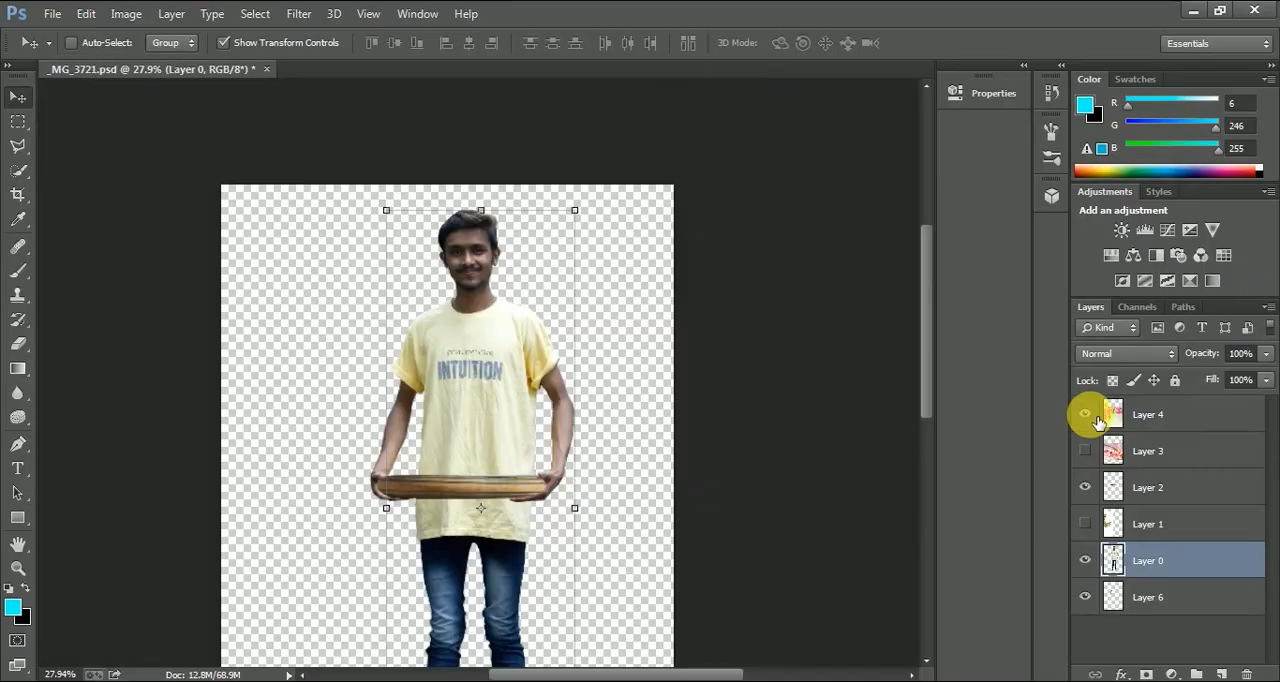 Ps File Edit Image Layer Type Select Filter 3D View Window Help
Auto-Select: Group Show Transform Controls 3D Mode: Essentials
_MG_3721.psd @ 27.9% (Layer 0, RGB/8*) * ×
Properties
Color Swatches
R 6
G 246
B 255
Adjustments Styles
Add an adjustment
Layers Channels Paths
Kind
Normal Opacity: 100%
Lock: Fill: 100%
Layer 4
Layer 3
Layer 2
Layer 1
Layer 0
Layer 6
INTUITION
27.94% Doc: 12.8M/68.9M